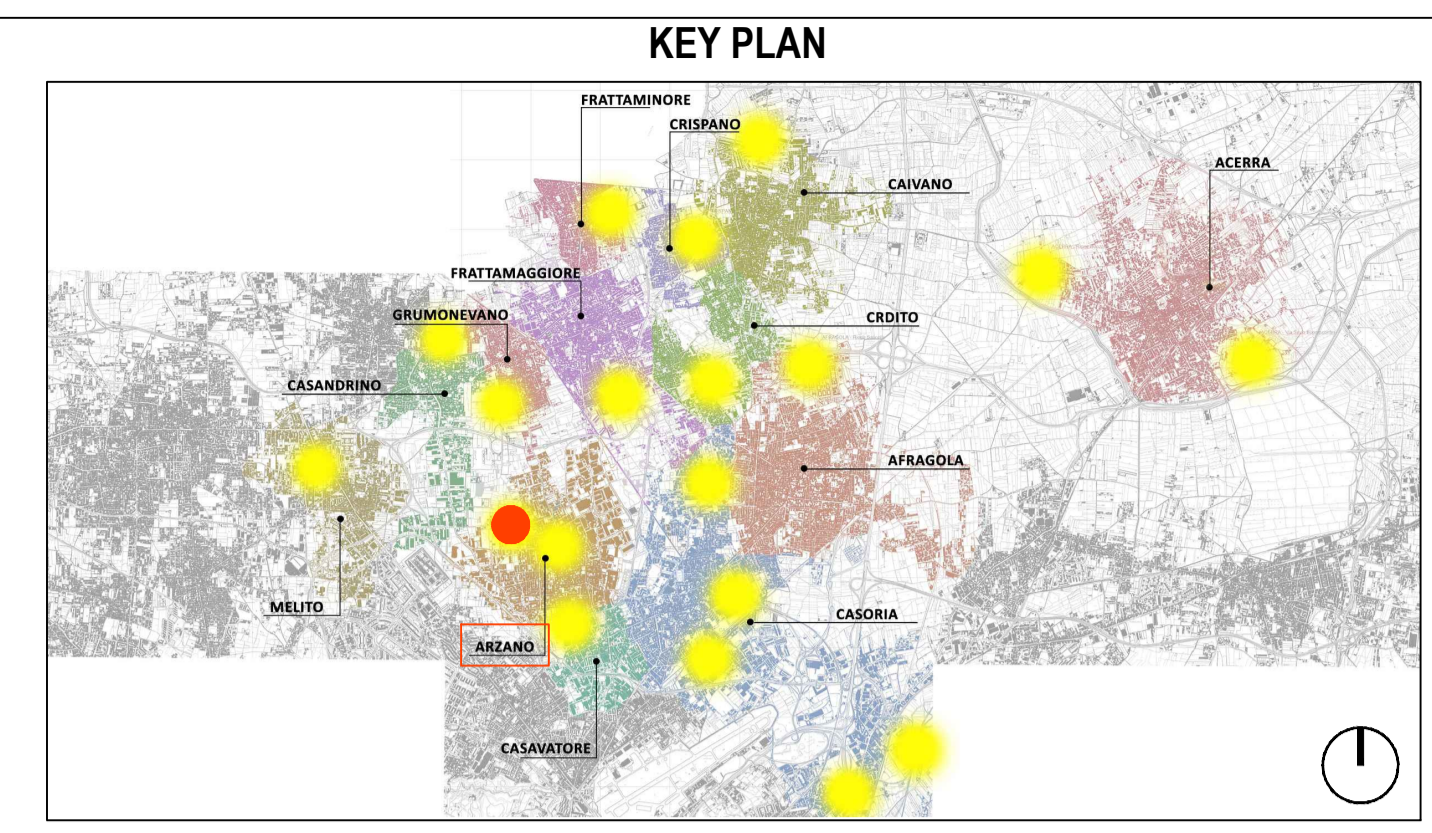 KEY PLAN
FRATTAMINORE
CRISPANO
ACERRA
CAIVANO
FRATTAMAGGIORE
GRUMONEVANO
CRDITO
CASANDRINO
AFRAGOLA
MELITO
CASORIA
ARZANO
CASAVATORE